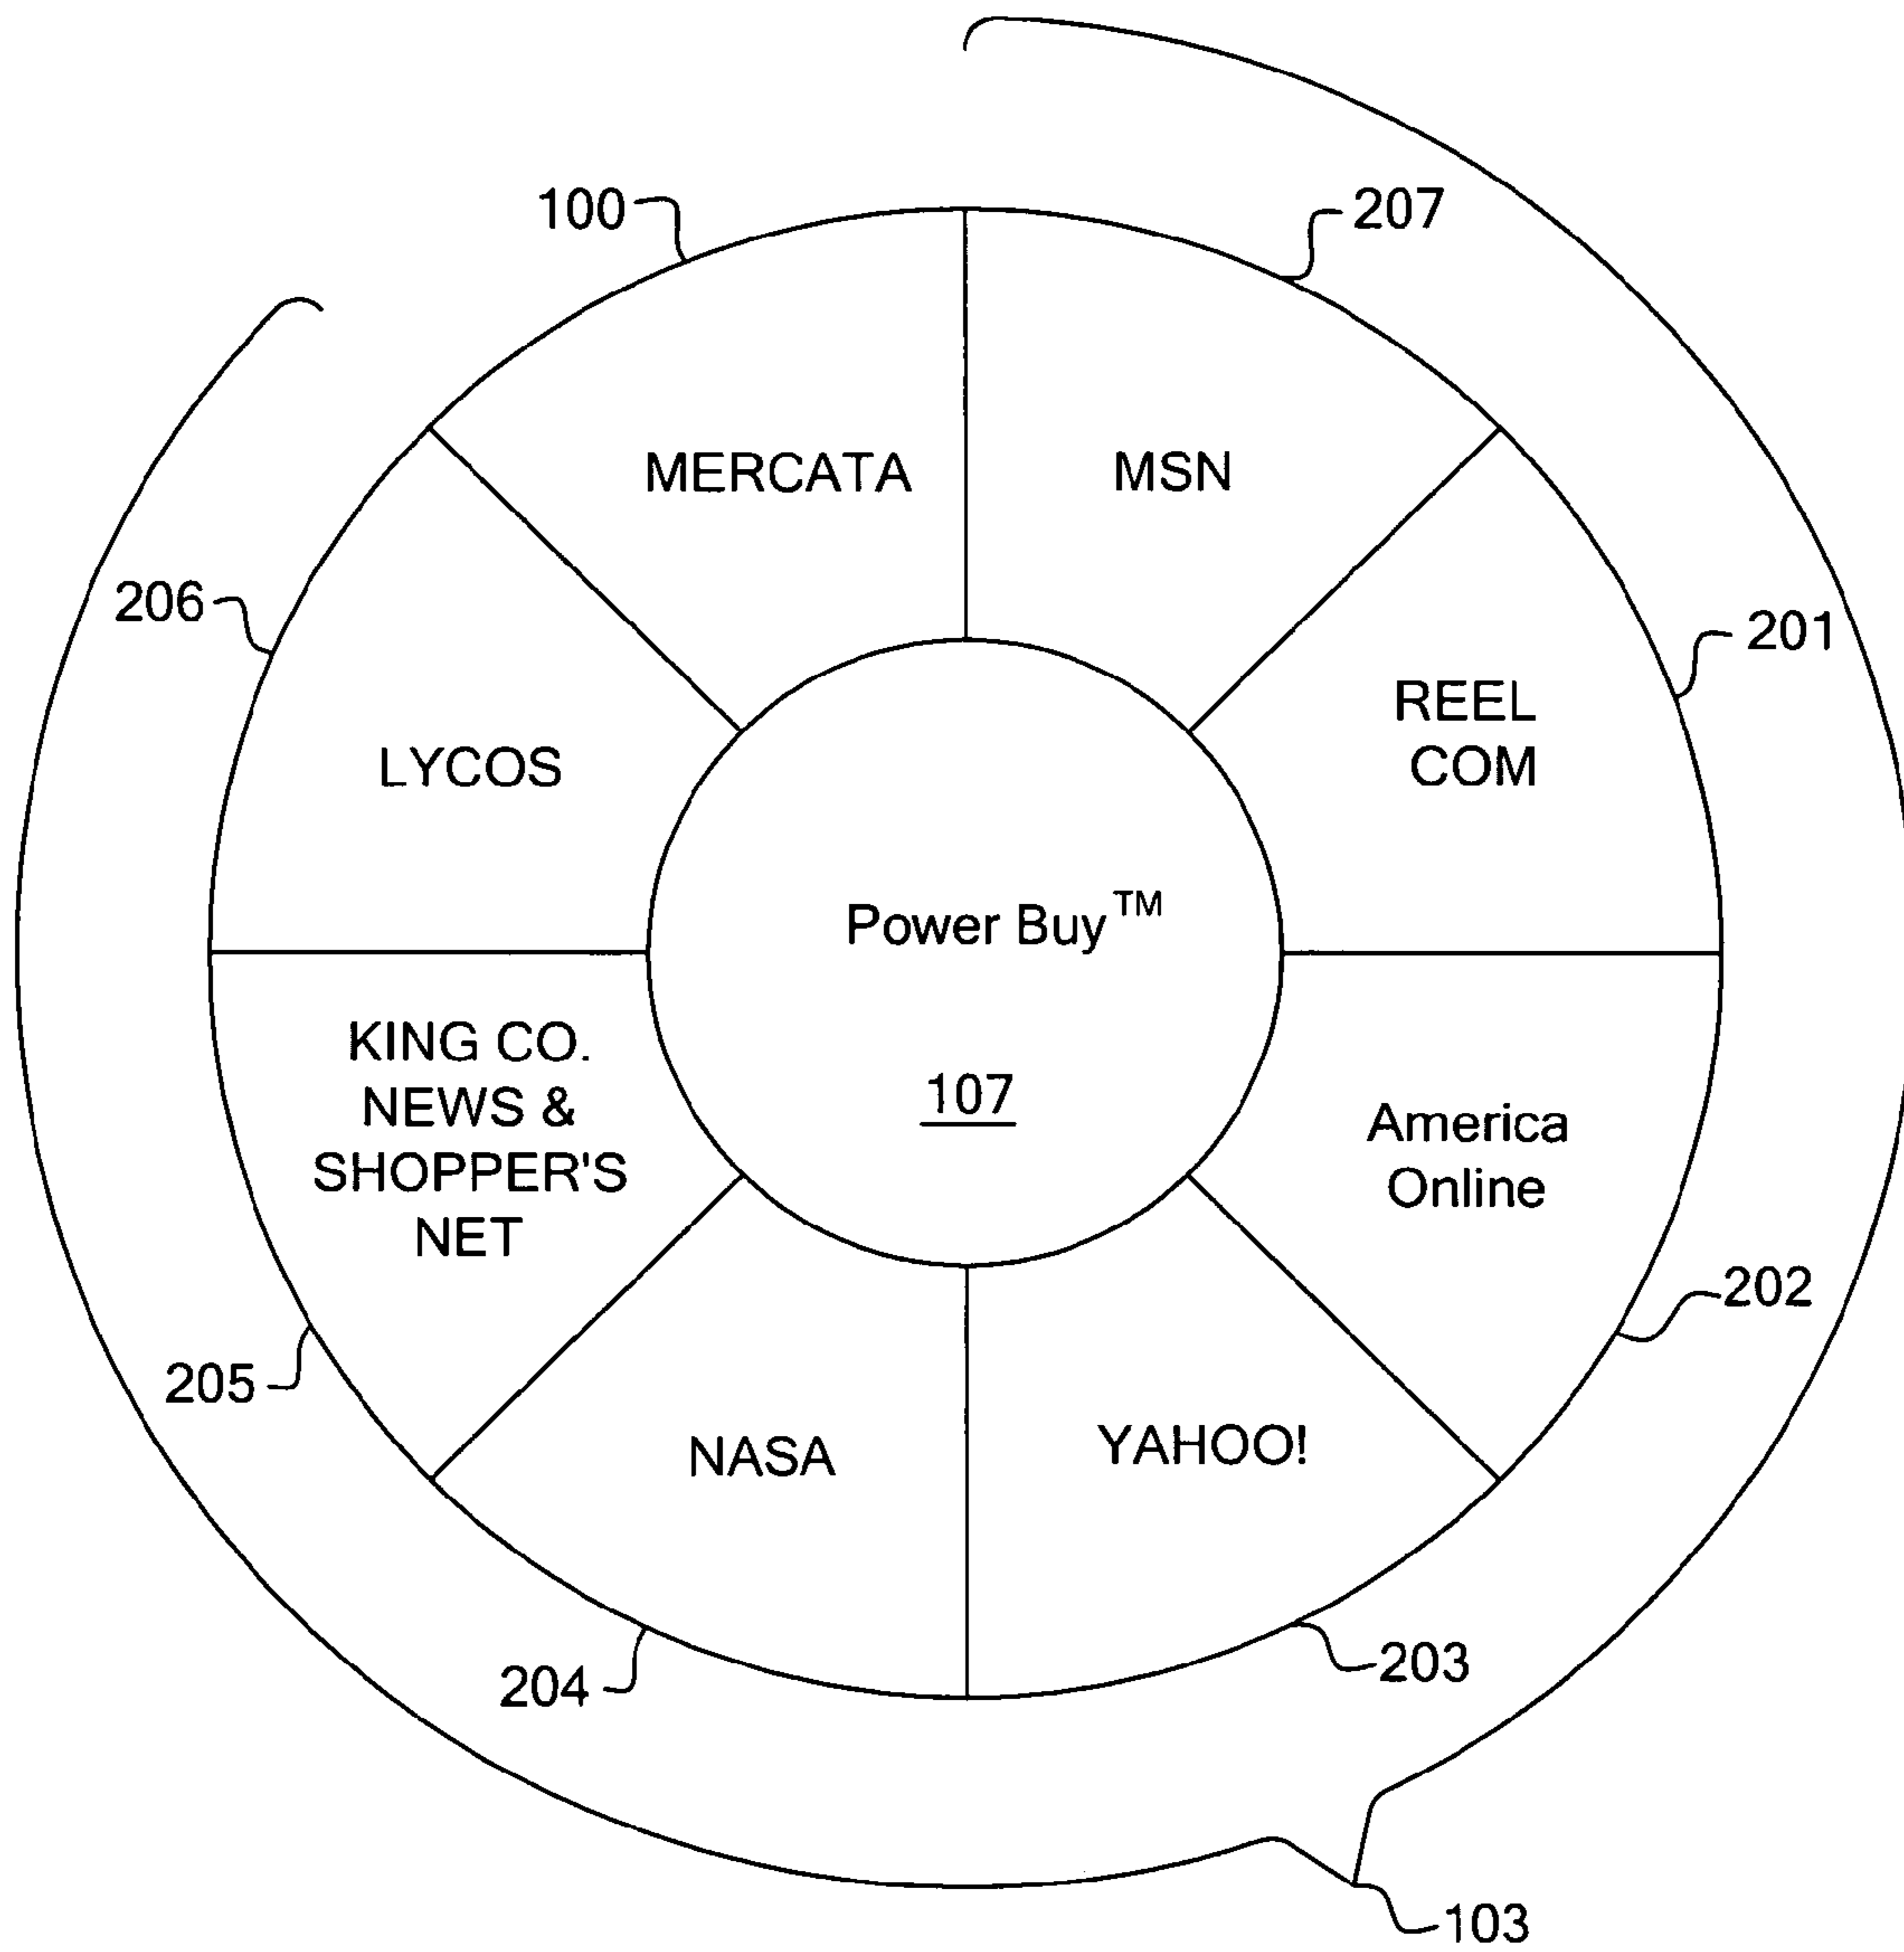 100
207
MERCATA
MSN
206
201
REEL
COM
LYCOS
Power Buy™
107
KING CO.
NEWS &
SHOPPER'S
NET
America
Online
202
205
NASA
YAHOO!
204
203
103